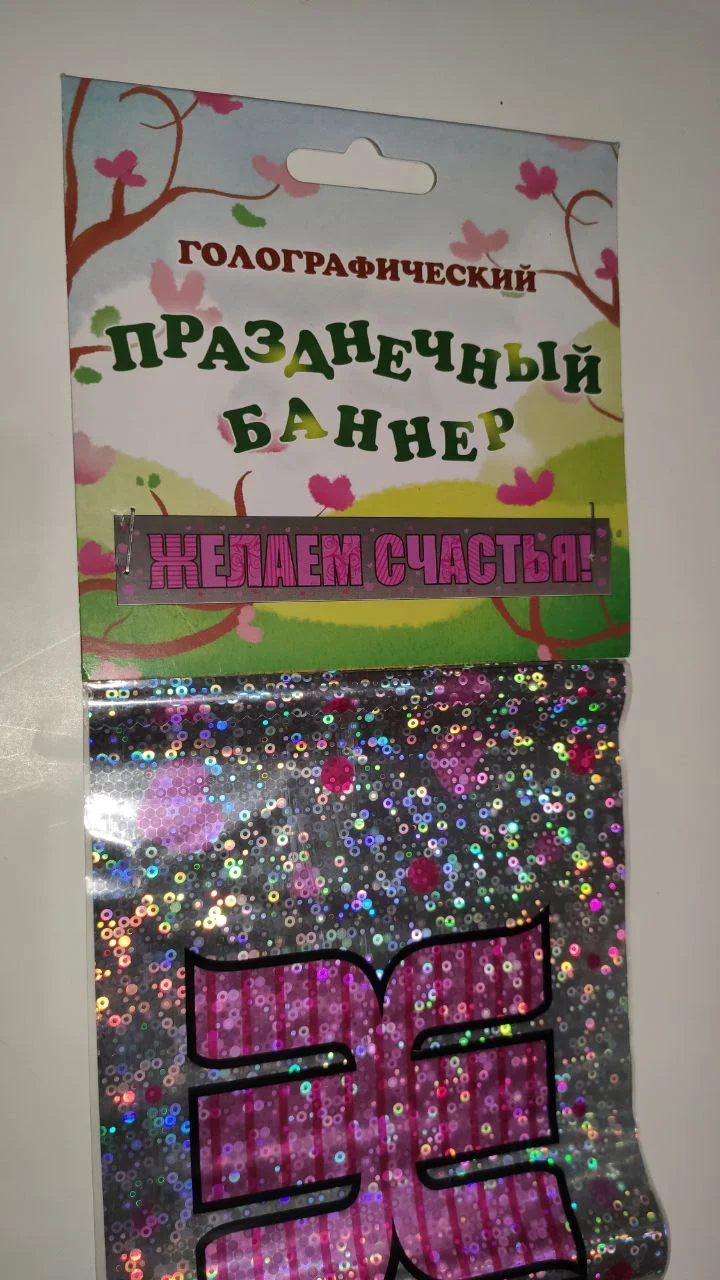 ГОЛОГРАФИЧЕСКИЙ
ПРАЗДНЕЧНЫЙ
БАННЕР
ЖЕЛАЕМ СЧАСТЬЯ!
Ж